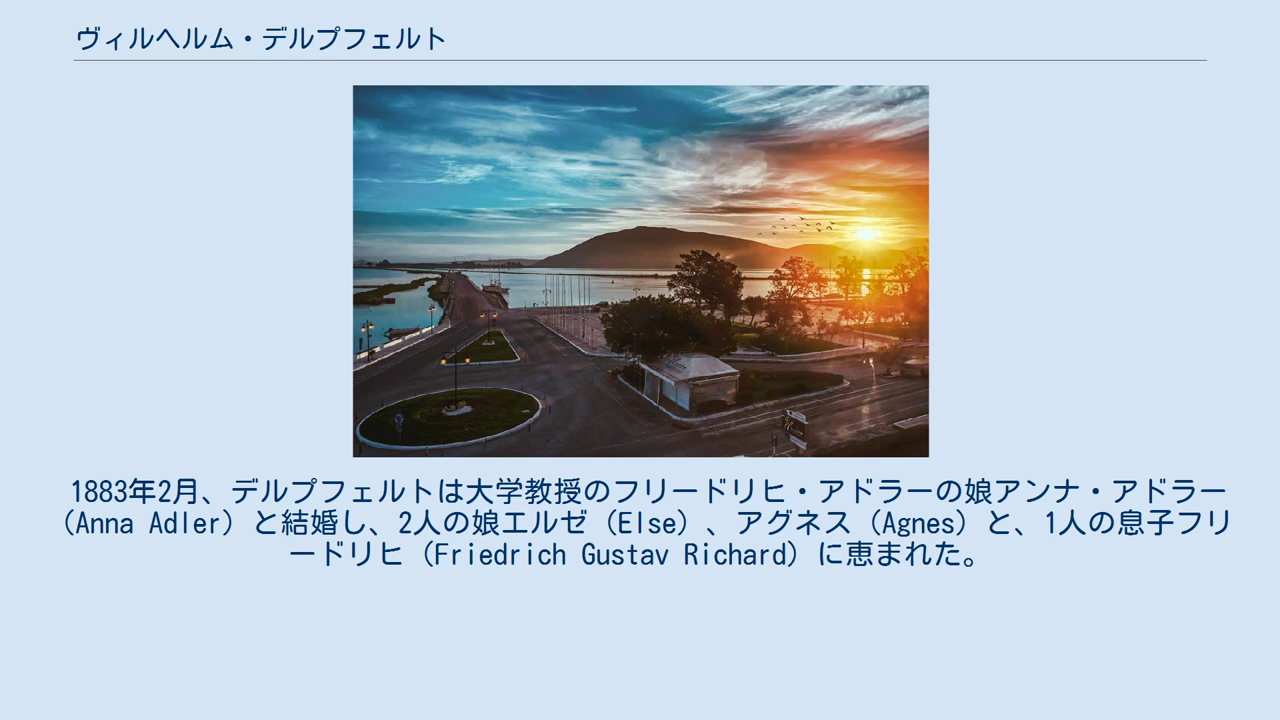 ヴィルヘルム・デルプフェルト
1883年2月、デルプフェルトは大学教授のフリードリヒ・アドラーの娘アンナ・アドラー
（Anna Adler）と結婚し、2人の娘エルゼ（Else）、アグネス（Agnes）と、1人の息子フリ
ードリヒ（Friedrich Gustav Richard）に恵まれた。